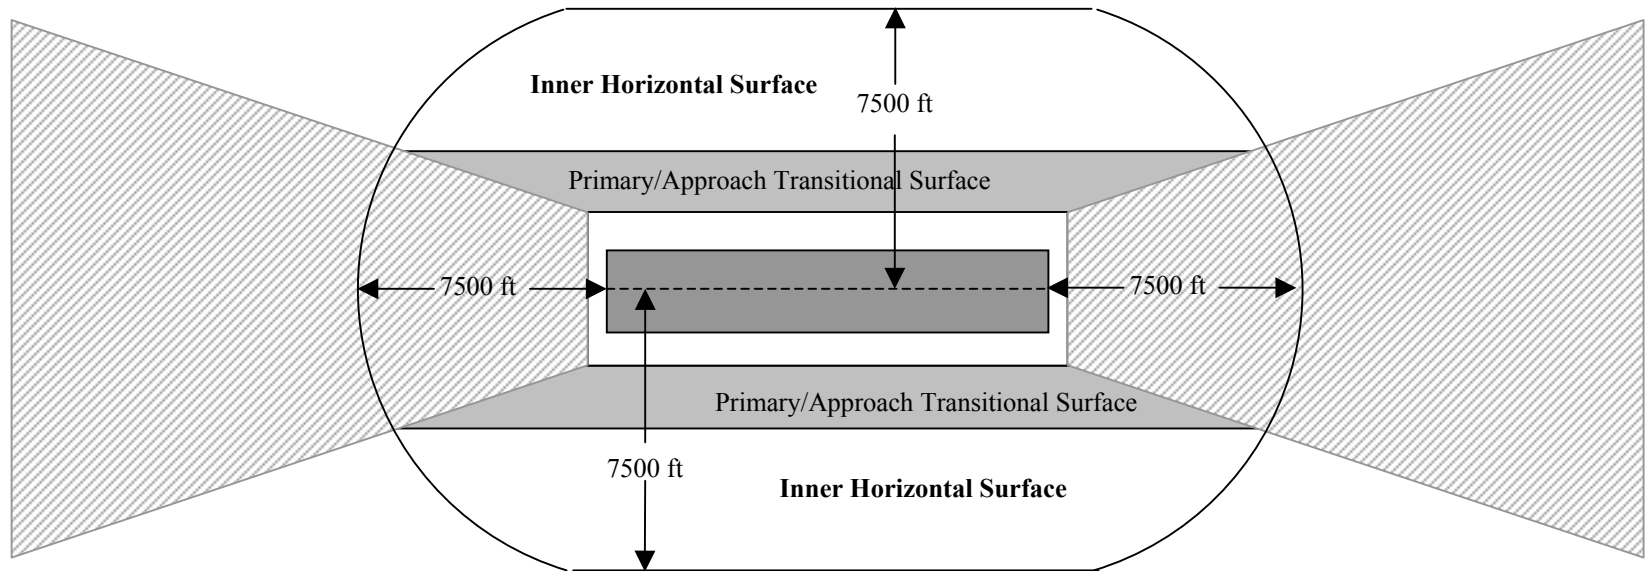 Inner Horizontal Surface
7500 ft
Primary/Approach Transitional Surface
7500 ft
7500 ft
Primary/Approach Transitional Surface
7500 ft
Inner Horizontal Surface